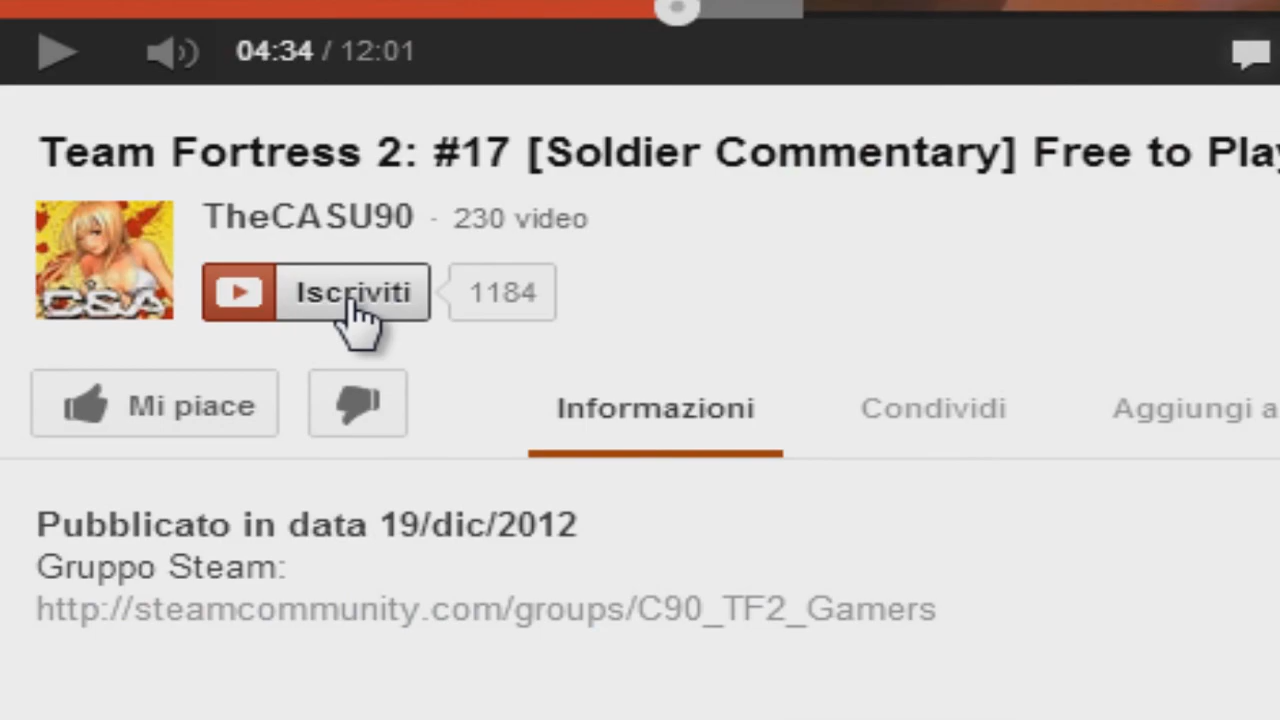 04:34 / 12:01
Team Fortress 2: #17 [Soldier Commentary] Free to Play
TheCASU90 - 230 video
C&A
Iscriviti
1184
Mi piace
Informazioni
Condividi
Aggiungi a
Pubblicato in data 19/dic/2012
Gruppo Steam:
http://steamcommunity.com/groups/C90_TF2_Gamers